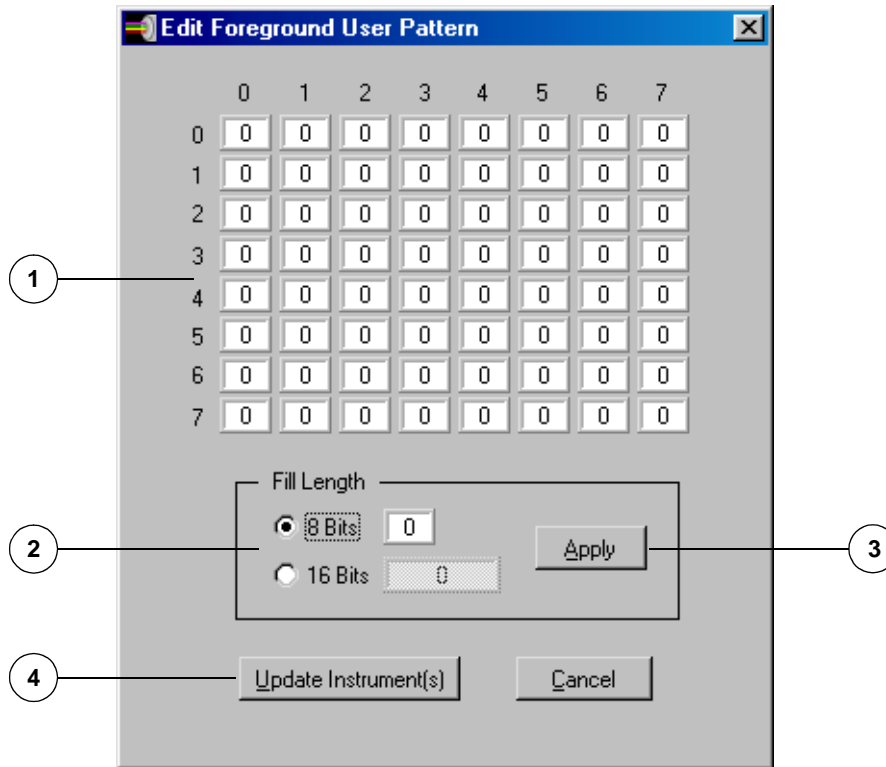 Edit Foreground User Pattern
0 1 2 3 4 5 6 7
0 0 0 0 0 0 0 0 0
1 0 0 0 0 0 0 0 0
2 0 0 0 0 0 0 0 0
3 0 0 0 0 0 0 0 0
1
4 0 0 0 0 0 0 0 0
5 0 0 0 0 0 0 0 0
6 0 0 0 0 0 0 0 0
7 0 0 0 0 0 0 0 0
Fill Length
8 Bits 0
2 Apply 3
16 Bits 0
4 Update Instrument(s) Cancel